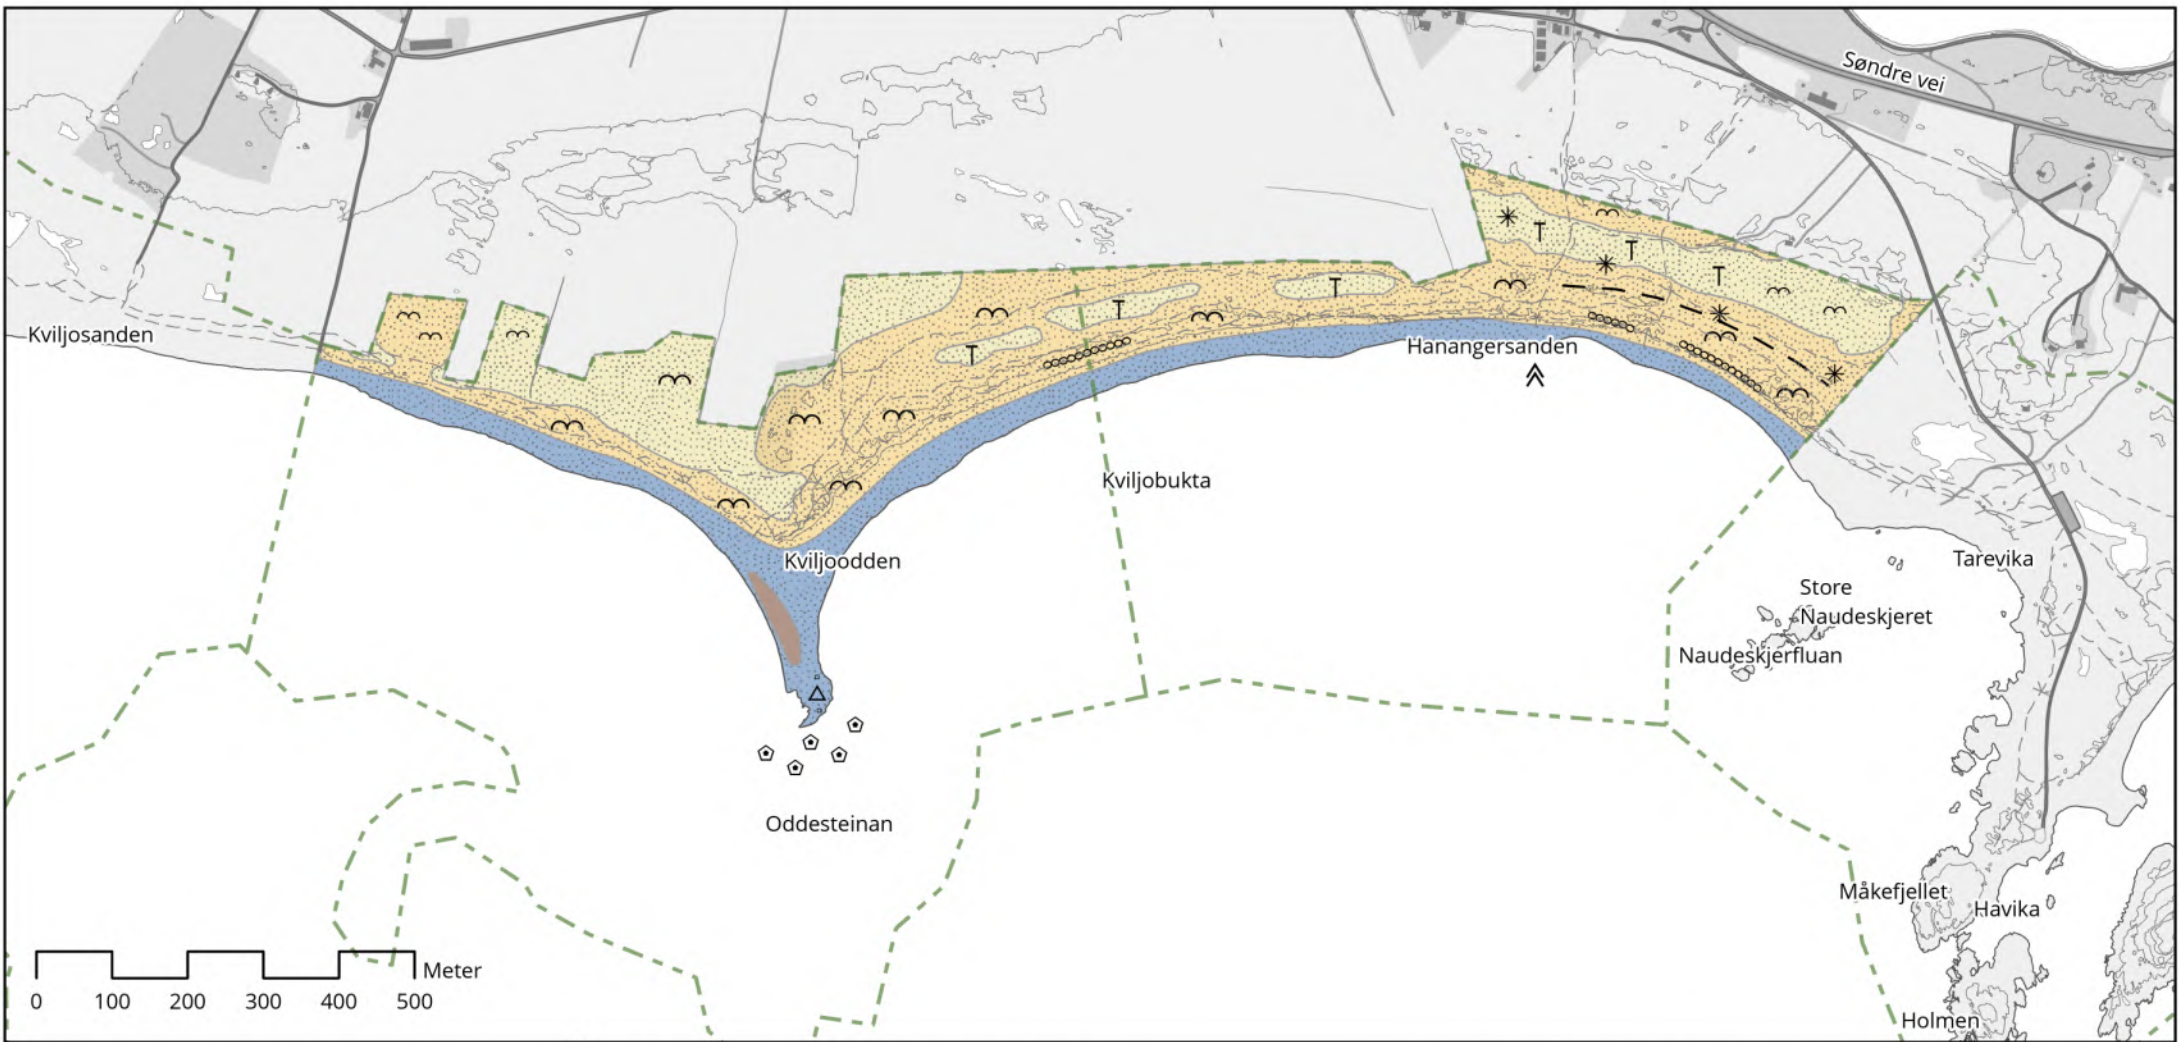 Søndre vei
Kviljosanden
Hanangersanden
Kviljobukta
Kviljoodden
Tarevika
Store
Naudeskjeret
Naudeskjerfluan
Oddesteinan
Måkefjellet
Havika
Meter
0 100 200 300 400 500
Holmen